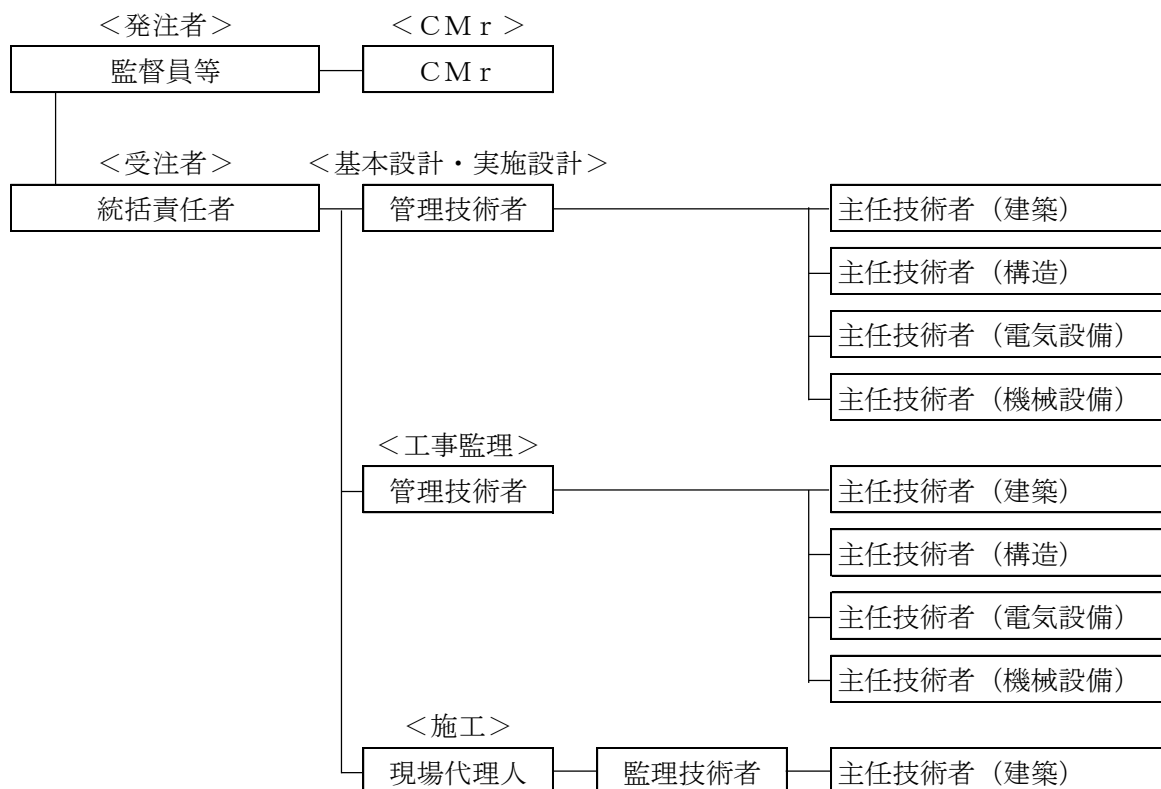 ＜発注者＞ ＜ＣＭｒ＞
監督員等 ＣＭｒ
＜受注者＞ ＜基本設計・実施設計＞
統括責任者 管理技術者 主任技術者（建築）
主任技術者（構造）
主任技術者（電気設備）
主任技術者（機械設備）
＜工事監理＞
管理技術者 主任技術者（建築）
主任技術者（構造）
主任技術者（電気設備）
主任技術者（機械設備）
＜施工＞
現場代理人 監理技術者 主任技術者（建築）